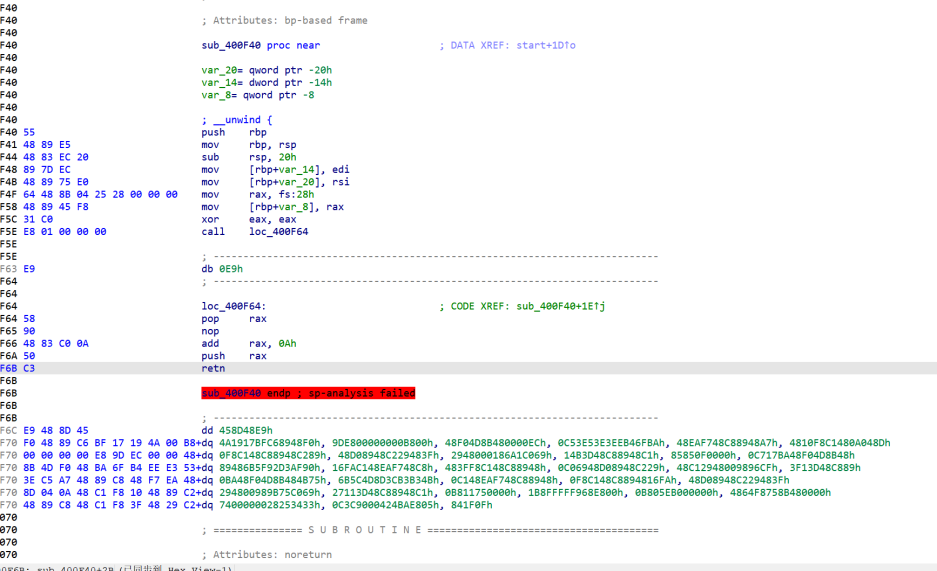 F40
F40 ; Attributes: bp-based frame
F40
F40 sub_400F40 proc near ; DATA XREF: start+1D↑o
F40
F40 var_20= qword ptr -20h
F40 var_14= dword ptr -14h
F40 var_8= qword ptr -8
F40
F40 ; __unwind {
F40 55 push rbp
F41 48 89 E5 mov rbp, rsp
F44 48 83 EC 20 sub rsp, 20h
F48 89 7D EC mov [rbp+var_14], edi
F4B 48 89 75 E0 mov [rbp+var_20], rsi
F4F 64 48 8B 04 25 28 00 00 00 mov rax, fs:28h
F58 48 89 45 F8 mov [rbp+var_8], rax
F5C 31 C0 xor eax, eax
F5E E8 01 00 00 00 call loc_400F64
F5E
F5E ; ---------------------------------------------------------------------------
F63 E9 db 0E9h
F64 ; ---------------------------------------------------------------------------
F64
F64 loc_400F64: ; CODE XREF: sub_400F40+1E↑j
F64 58 pop rax
F65 90 nop
F66 48 83 C0 0A add rax, 0Ah
F6A 50 push rax
F6B C3 retn
F6B
F6B sub_400F40 endp ; sp-analysis failed
F6B
F6B ; ---------------------------------------------------------------------------
F6C E9 48 8D 45 dd 458D48E9h
F70 F0 48 89 C6 BF 17 19 4A 00 B8+dq 4A1917BFC68948F0h, 9DE800000000B800h, 48F04D8B480000ECh, 0C53E53E3EEB46FBAh, 48EAF748C88948A7h, 4810F8C1480A048Dh
F70 00 00 00 00 E8 9D EC 00 00 48+dq 0F8C148C88948C289h, 48D08948C229483Fh, 2948000186A1C069h, 14B3D48C88948C1h, 85850F0000h, 0C717BA48F04D8B48h
F70 8B 4D F0 48 BA 6F B4 EE E3 53+dq 89486B5F92D3AF90h, 16FAC148EAF748C8h, 483FF8C148C88948h, 0C06948D08948C229h, 48C12948009896CFh, 3F13D48C889h
F70 3E C5 A7 48 89 C8 48 F7 EA 48+dq 0BA48F04D8B484B75h, 6B5C4D8D3CB3B34Bh, 0C148EAF748C88948h, 0F8C148C8894816FAh, 48D08948C229483Fh
F70 8D 04 0A 48 C1 F8 10 48 89 C2+dq 294800989B75C069h, 27113D48C88948C1h, 0B811750000h, 1B8FFFFF968E800h, 0B805EB000000h, 4864F8758B480000h
F70 48 89 C8 48 C1 F8 3F 48 29 C2+dq 7400000028253433h, 0C3C9000424BAE805h, 841F0Fh
070
070 ; =============== S U B R O U T I N E =======================================
070
070 ; Attributes: noreturn